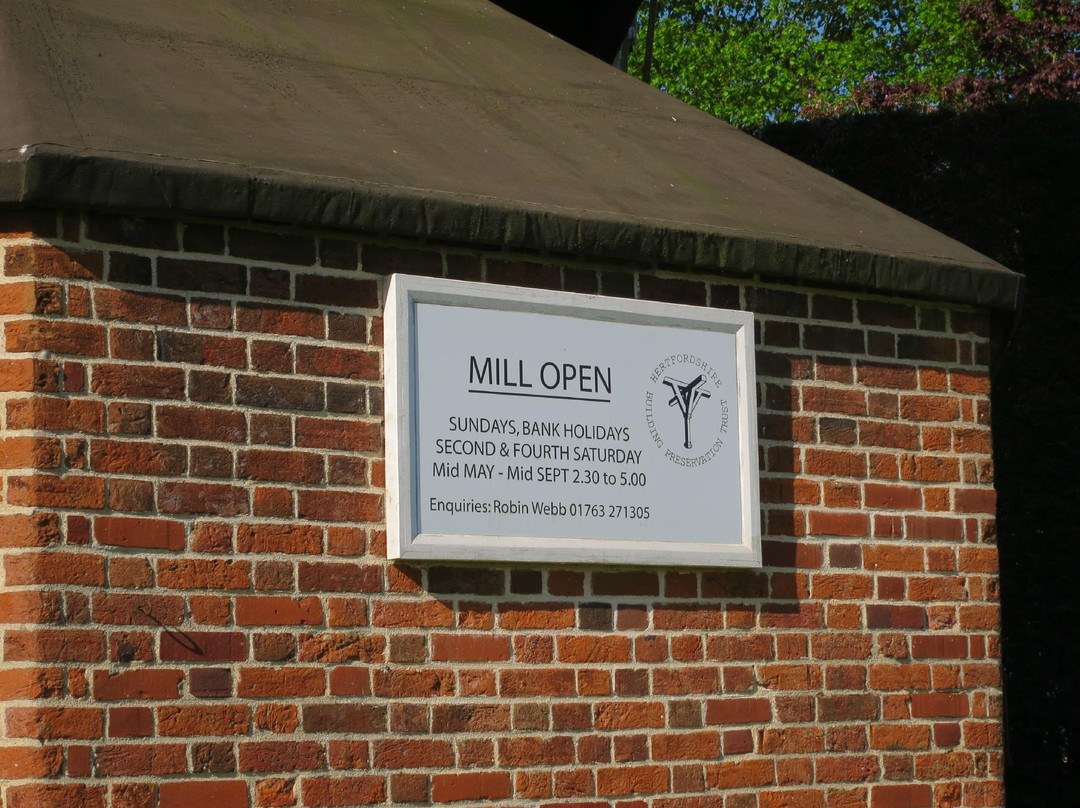 MILL OPEN
SUNDAYS, BANK HOLIDAYS
SECOND & FOURTH SATURDAY
Mid MAY - Mid SEPT 2.30 to 5.00
Enquiries: Robin Webb 01763 271305
HERTFORDSHIRE
BUILDING PRESERVATION TRUST